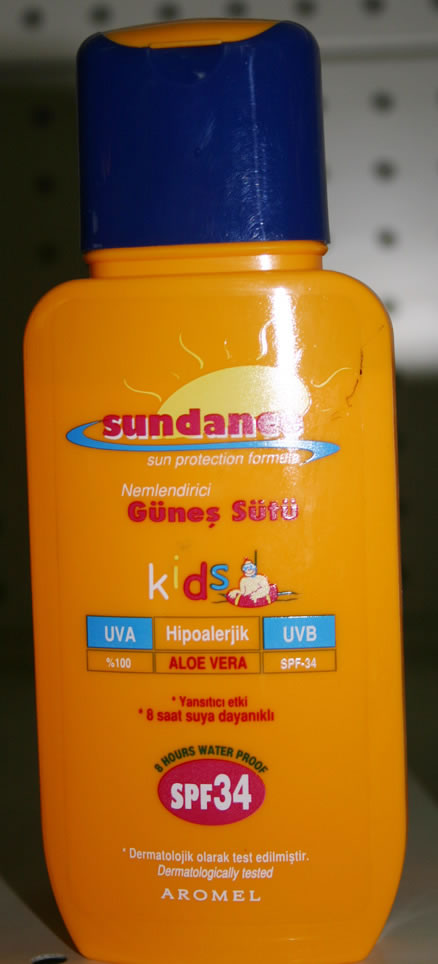 sundance
sun protection formula
Nemlendirici
Güneş Sütü
kids
UVA Hipoalerjik UVB
%100 ALOE VERA SPF-34
* Yansıtıcı etki
* 8 saat suya dayanıklı
8 HOURS WATER PROOF
SPF34
* Dermatolojik olarak test edilmiştir.
Dermatologically tested
AROMEL